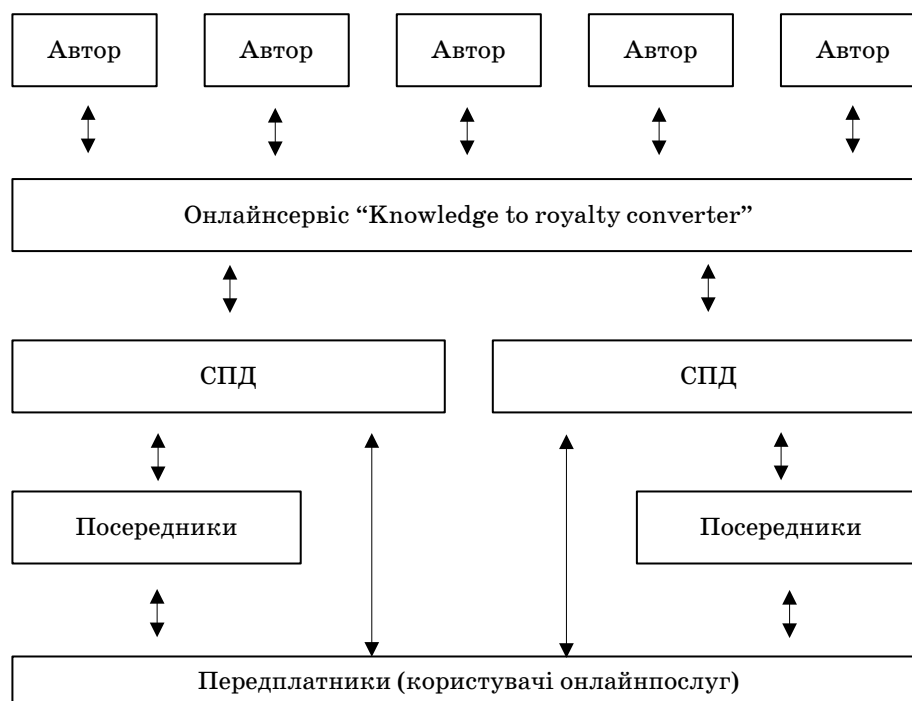 Автор
Автор
Автор
Автор
Автор
Онлайнсервіс “Knowledge to royalty converter”
СПД
СПД
Посередники
Посередники
Передплатники (користувачі онлайнпослуг)